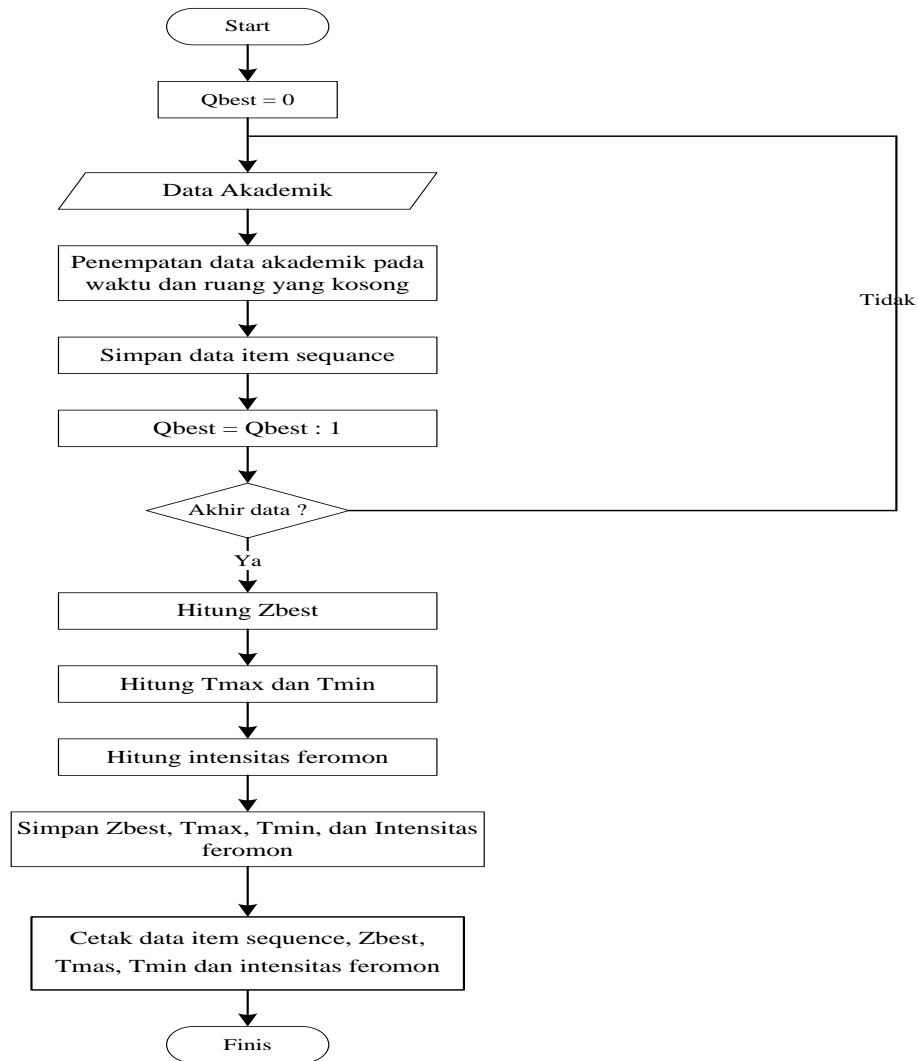 Start
Qbest = 0
Data Akademik
Penempatan data akademik pada
waktu dan ruang yang kosong
Tidak
Simpan data item sequance
Qbest = Qbest : 1
Akhir data ?
Ya
Hitung Zbest
Hitung Tmax dan Tmin
Hitung intensitas feromon
Simpan Zbest, Tmax, Tmin, dan Intensitas
feromon
Cetak data item sequence, Zbest,
Tmas, Tmin dan intensitas feromon
Finis